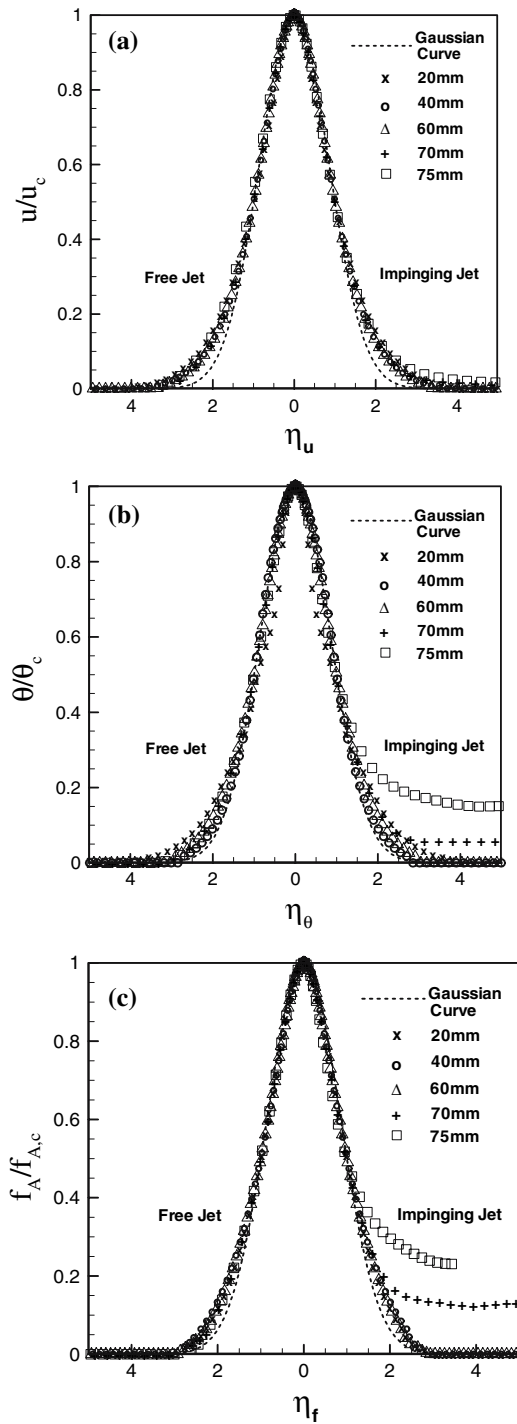 (a)
Gaussian
Curve
x 20mm
o 40mm
△ 60mm
+ 70mm
□ 75mm
Free Jet
Impinging Jet
u/u_c
1
0.8
0.6
0.4
0.2
0
4 2 0 2 4
η_u
(b)
Gaussian
Curve
x 20mm
o 40mm
△ 60mm
+ 70mm
□ 75mm
Free Jet
Impinging Jet
θ/θ_c
1
0.8
0.6
0.4
0.2
0
4 2 0 2 4
η_θ
(c)
Gaussian
Curve
x 20mm
o 40mm
△ 60mm
+ 70mm
□ 75mm
Free Jet
Impinging Jet
f_A/f_A,c
1
0.8
0.6
0.4
0.2
0
4 2 0 2 4
η_f